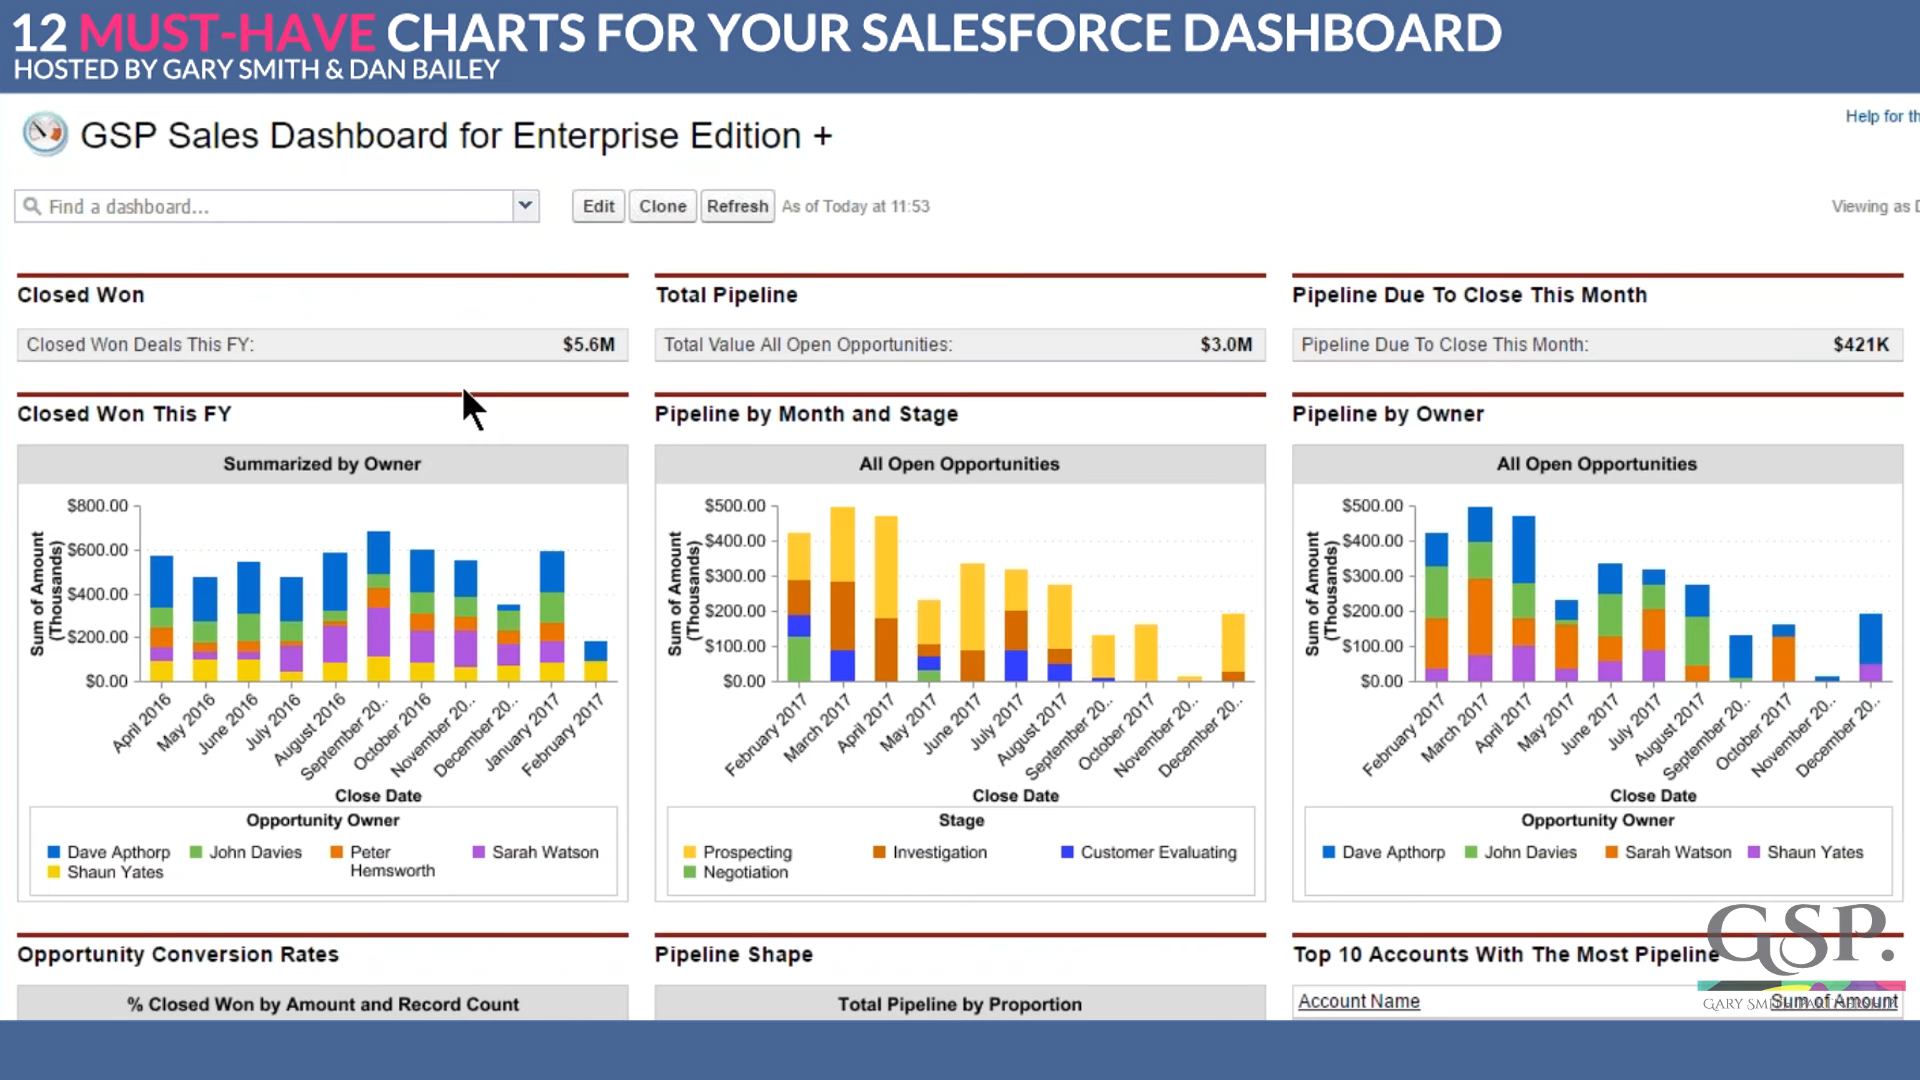 12 MUST-HAVE CHARTS FOR YOUR SALESFORCE DASHBOARD
HOSTED BY GARY SMITH & DAN BAILEY
GSP Sales Dashboard for Enterprise Edition +
Help for th
Find a dashboard...
Edit
Clone
Refresh
As of Today at 11:53
Viewing as D
Closed Won
Closed Won Deals This FY:
$5.6M
Total Pipeline
Total Value All Open Opportunities:
$3.0M
Pipeline Due To Close This Month
Pipeline Due To Close This Month:
$421K
Closed Won This FY
Summarized by Owner
Sum of Amount
(Thousands)
$800.00
$600.00
$400.00
$200.00
$0.00
April 2016
May 2016
June 2016
July 2016
August 2016
September 20..
October 2016
November 20..
December 20..
January 2017
February 2017
Close Date
Opportunity Owner
Dave Apthorp
John Davies
Peter
Hemsworth
Sarah Watson
Shaun Yates
Pipeline by Month and Stage
All Open Opportunities
Sum of Amount
(Thousands)
$500.00
$400.00
$300.00
$200.00
$100.00
$0.00
February 2017
March 2017
April 2017
May 2017
June 2017
July 2017
August 2017
September 20..
October 2017
November 20..
December 20..
Close Date
Stage
Prospecting
Investigation
Customer Evaluating
Negotiation
Pipeline by Owner
All Open Opportunities
Sum of Amount
(Thousands)
$500.00
$400.00
$300.00
$200.00
$100.00
$0.00
February 2017
March 2017
April 2017
May 2017
June 2017
July 2017
August 2017
September 20..
October 2017
November 20..
December 20..
Close Date
Opportunity Owner
Dave Apthorp
John Davies
Sarah Watson
Shaun Yates
Opportunity Conversion Rates
% Closed Won by Amount and Record Count
Pipeline Shape
Total Pipeline by Proportion
Top 10 Accounts With The Most Pipeline
Account Name
Sum of Amount
GSP.
GARY SMITH PARTNERSHIP